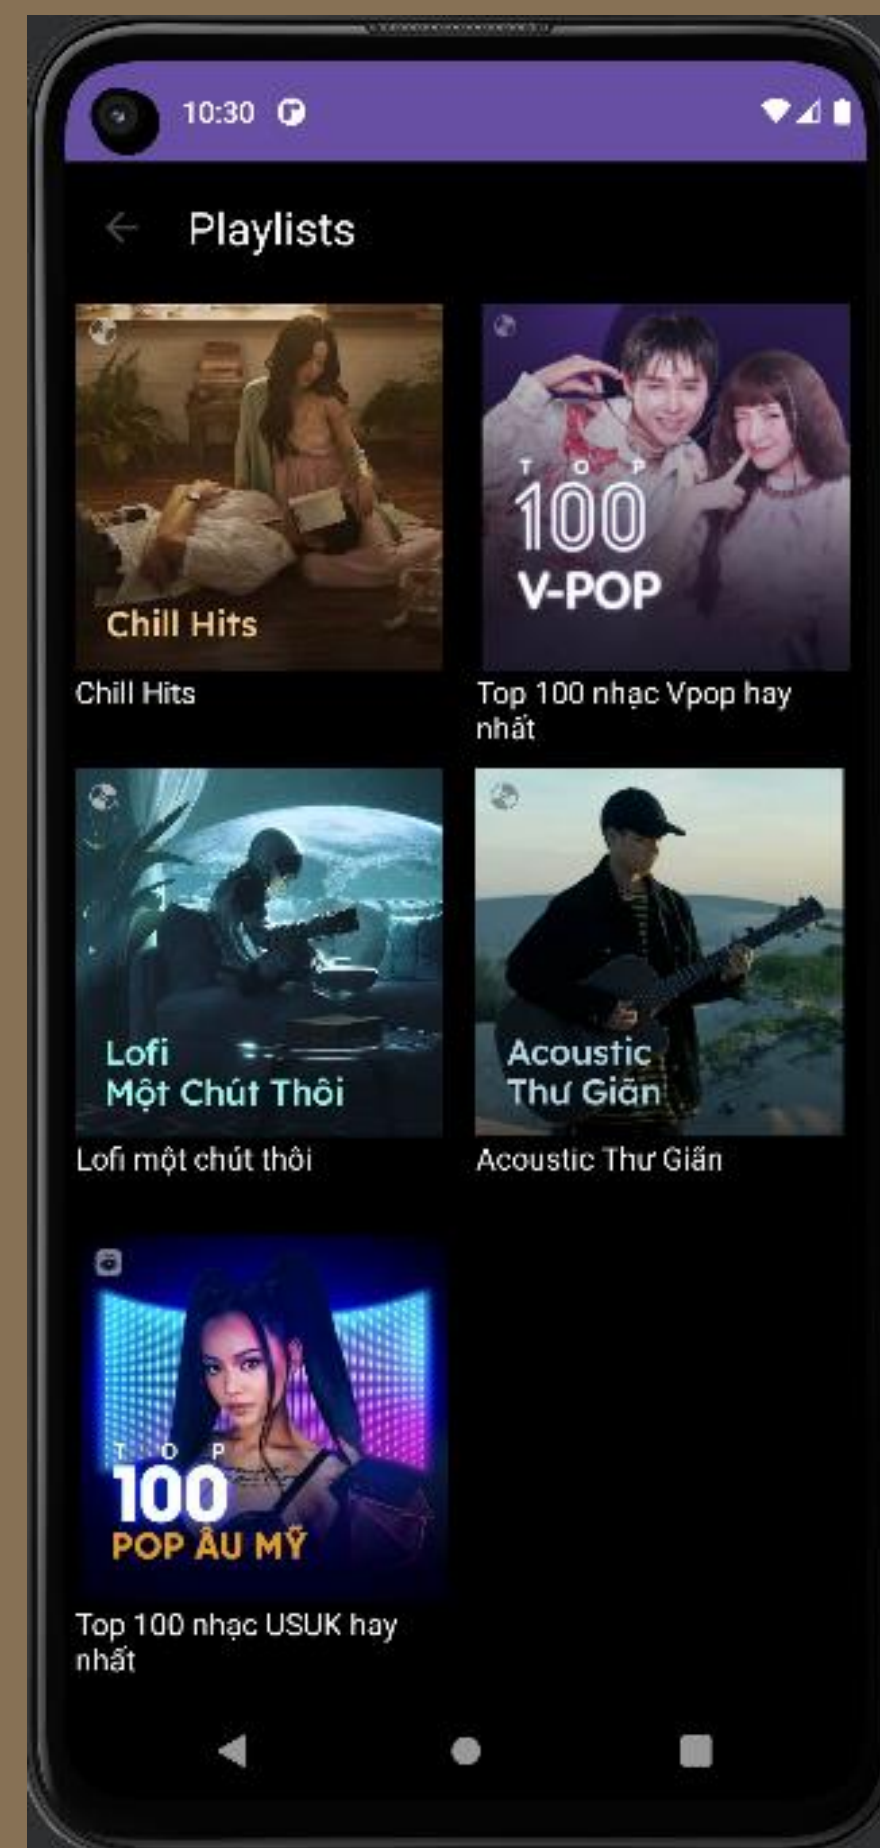 10:30
Playlists
Chill Hits
Chill Hits
TOP
100
V-POP
Top 100 nhạc Vpop hay
nhất
Lofi
Một Chút Thôi
Lofi một chút thôi
Acoustic
Thư Giãn
Acoustic Thư Giãn
TOP
100
POP ÂU MỸ
Top 100 nhạc USUK hay
nhất